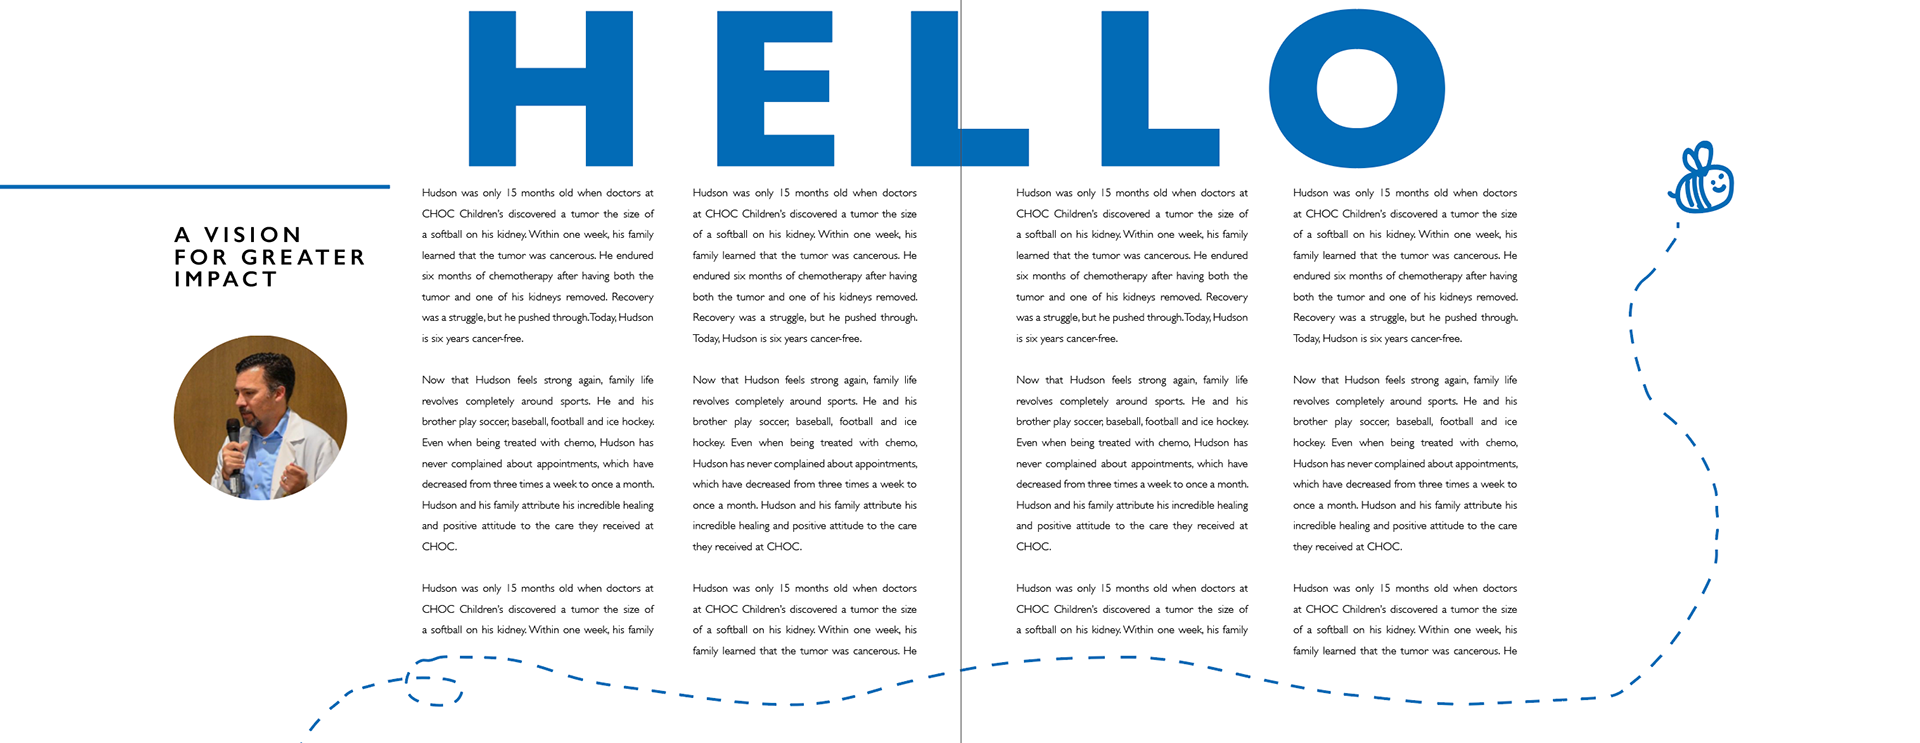 HELLO
A VISION
FOR GREATER
IMPACT
Hudson was only 15 months old when doctors at
CHOC Children's discovered a tumor the size of
a softball on his kidney. Within one week, his family
learned that the tumor was cancerous. He endured
six months of chemotherapy after having both the
tumor and one of his kidneys removed. Recovery
was a struggle, but he pushed through. Today, Hudson
is six years cancer-free.
Now that Hudson feels strong again, family life
revolves completely around sports. He and his
brother play soccer, baseball, football and ice hockey.
Even when being treated with chemo, Hudson has
never complained about appointments, which have
decreased from three times a week to once a month.
Hudson and his family attribute his incredible healing
and positive attitude to the care they received at
CHOC.
Hudson was only 15 months old when doctors at
CHOC Children's discovered a tumor the size of
a softball on his kidney. Within one week, his family
Hudson was only 15 months old when doctors
at CHOC Children's discovered a tumor the size
of a softball on his kidney. Within one week, his
family learned that the tumor was cancerous. He
endured six months of chemotherapy after having
both the tumor and one of his kidneys removed.
Recovery was a struggle, but he pushed through.
Today, Hudson is six years cancer-free.
Now that Hudson feels strong again, family life
revolves completely around sports. He and his
brother play soccer, baseball, football and ice
hockey. Even when being treated with chemo,
Hudson has never complained about appointments,
which have decreased from three times a week to
once a month. Hudson and his family attribute his
incredible healing and positive attitude to the care
they received at CHOC.
Hudson was only 15 months old when doctors
at CHOC Children's discovered a tumor the size
of a softball on his kidney. Within one week, his
family learned that the tumor was cancerous. He
Hudson was only 15 months old when doctors at
CHOC Children's discovered a tumor the size of
a softball on his kidney. Within one week, his family
learned that the tumor was cancerous. He endured
six months of chemotherapy after having both the
tumor and one of his kidneys removed. Recovery
was a struggle, but he pushed through. Today, Hudson
is six years cancer-free.
Now that Hudson feels strong again, family life
revolves completely around sports. He and his
brother play soccer, baseball, football and ice hockey.
Even when being treated with chemo, Hudson has
never complained about appointments, which have
decreased from three times a week to once a month.
Hudson and his family attribute his incredible healing
and positive attitude to the care they received at
CHOC.
Hudson was only 15 months old when doctors at
CHOC Children's discovered a tumor the size of
a softball on his kidney. Within one week, his family
Hudson was only 15 months old when doctors
at CHOC Children's discovered a tumor the size
of a softball on his kidney. Within one week, his
family learned that the tumor was cancerous. He
endured six months of chemotherapy after having
both the tumor and one of his kidneys removed.
Recovery was a struggle, but he pushed through.
Today, Hudson is six years cancer-free.
Now that Hudson feels strong again, family life
revolves completely around sports. He and his
brother play soccer, baseball, football and ice
hockey. Even when being treated with chemo,
Hudson has never complained about appointments,
which have decreased from three times a week to
once a month. Hudson and his family attribute his
incredible healing and positive attitude to the care
they received at CHOC.
Hudson was only 15 months old when doctors
at CHOC Children's discovered a tumor the size
of a softball on his kidney. Within one week, his
family learned that the tumor was cancerous. He